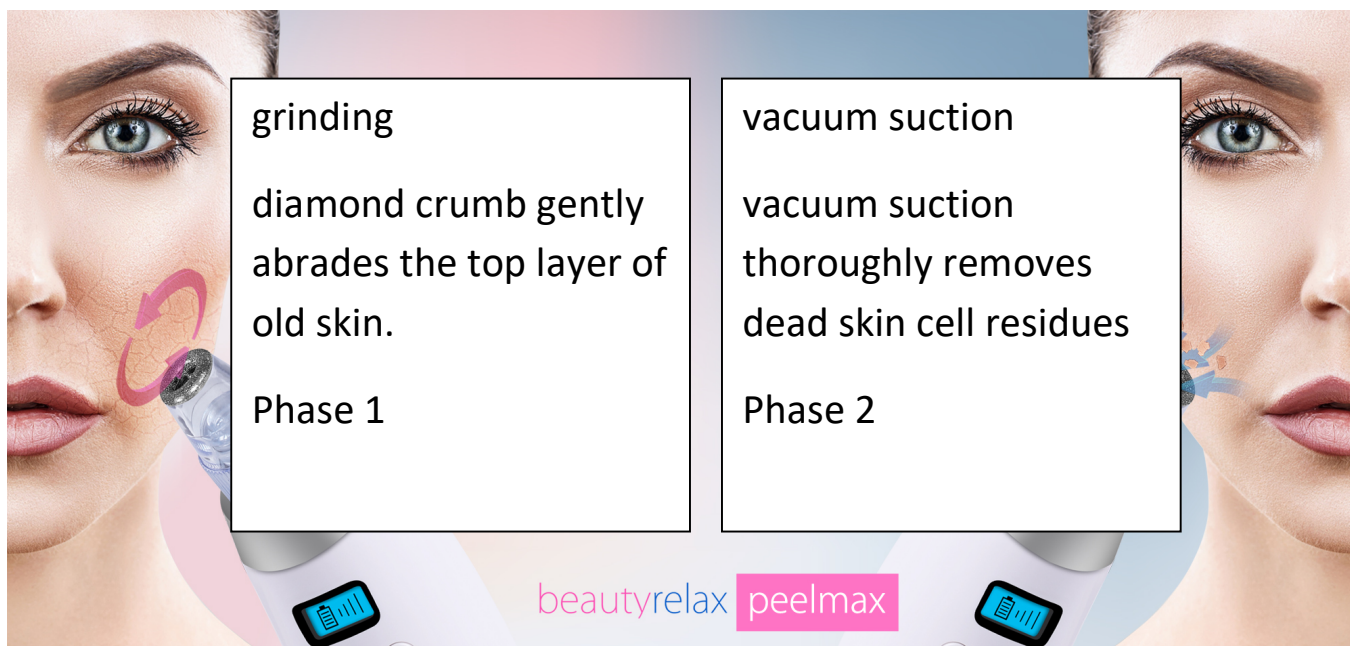 grinding
diamond crumb gently
abrades the top layer of
old skin.
Phase 1
vacuum suction
vacuum suction
thoroughly removes
dead skin cell residues
Phase 2
beautyrelax peelmax